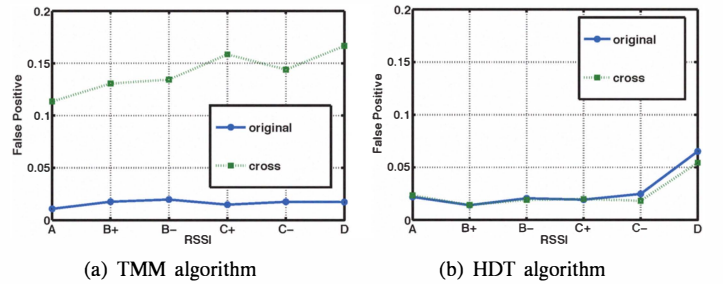 0.2
0.15
0.1
0.05
0
False Positive
original
cross
A B+ B− C+ C− D
RSSI
(a) TMM algorithm
0.2
0.15
0.1
0.05
0
False Positive
original
cross
A B+ B− C+ C− D
RSSI
(b) HDT algorithm